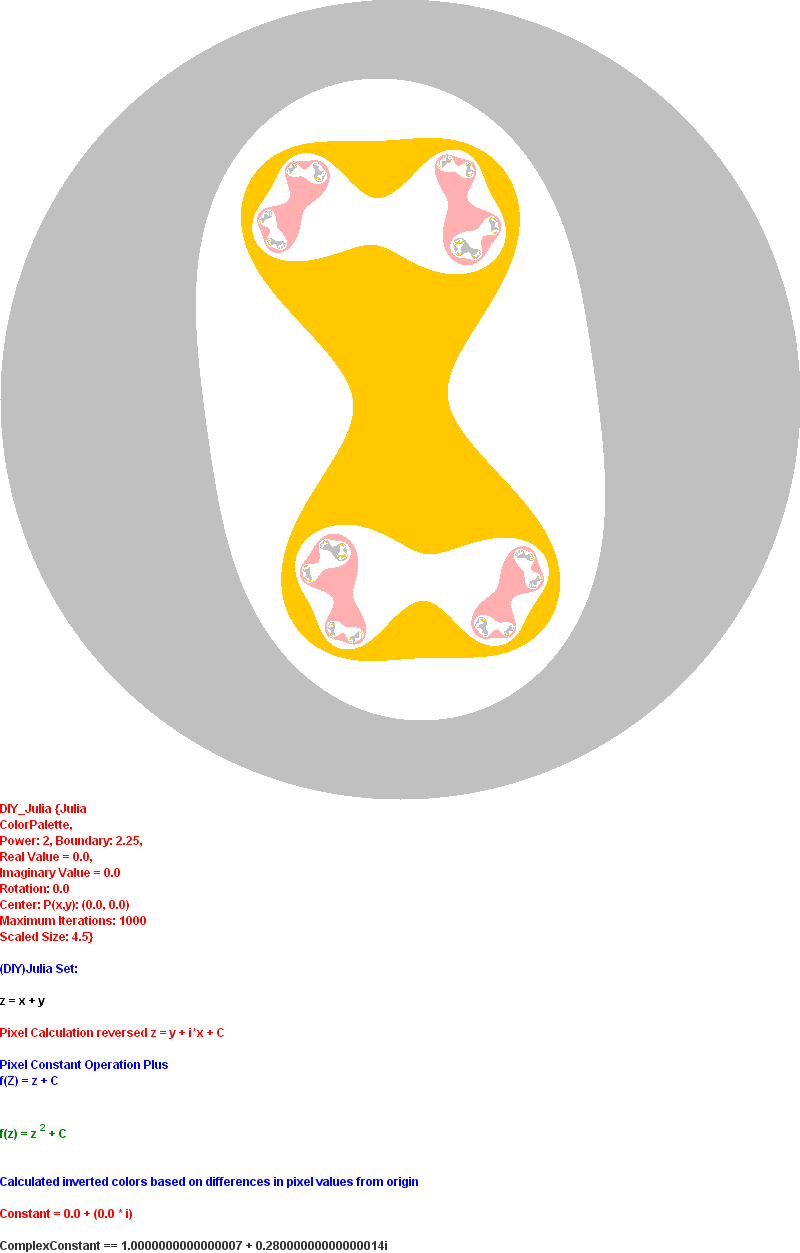 DIY_Julia {Julia
ColorPalette,
Power: 2, Boundary: 2.25,
Real Value = 0.0,
Imaginary Value = 0.0
Rotation: 0.0
Center: P(x,y): (0.0, 0.0)
Maximum Iterations: 1000
Scaled Size: 4.5}
(DIY)Julia Set:
z = x + y
Pixel Calculation reversed z = y + i*x + C
Pixel Constant Operation Plus
f(Z) = z + C
f(z) = z ² + C
Calculated inverted colors based on differences in pixel values from origin
Constant = 0.0 + (0.0 * i)
ComplexConstant == 1.0000000000000007 + 0.28000000000000014i